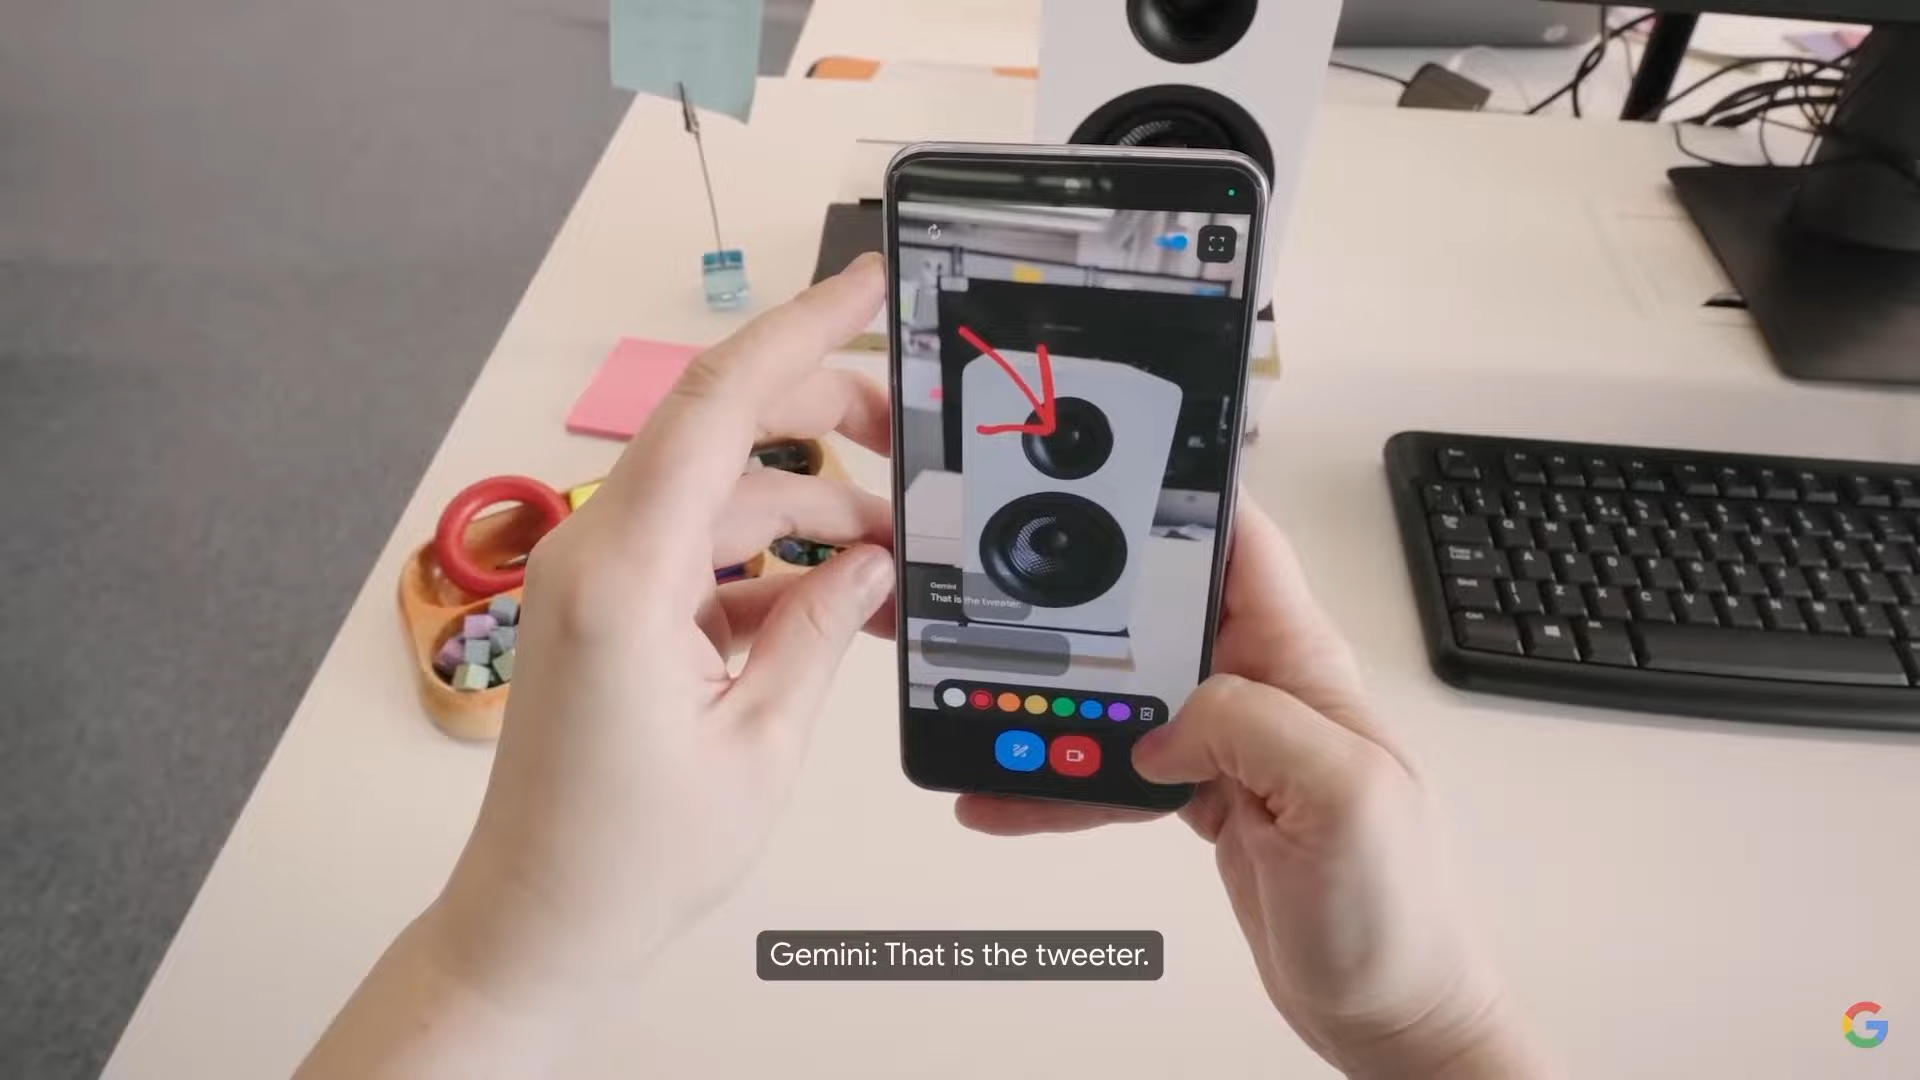 Gemini
That is the tweeter.
Gemini: That is the tweeter.